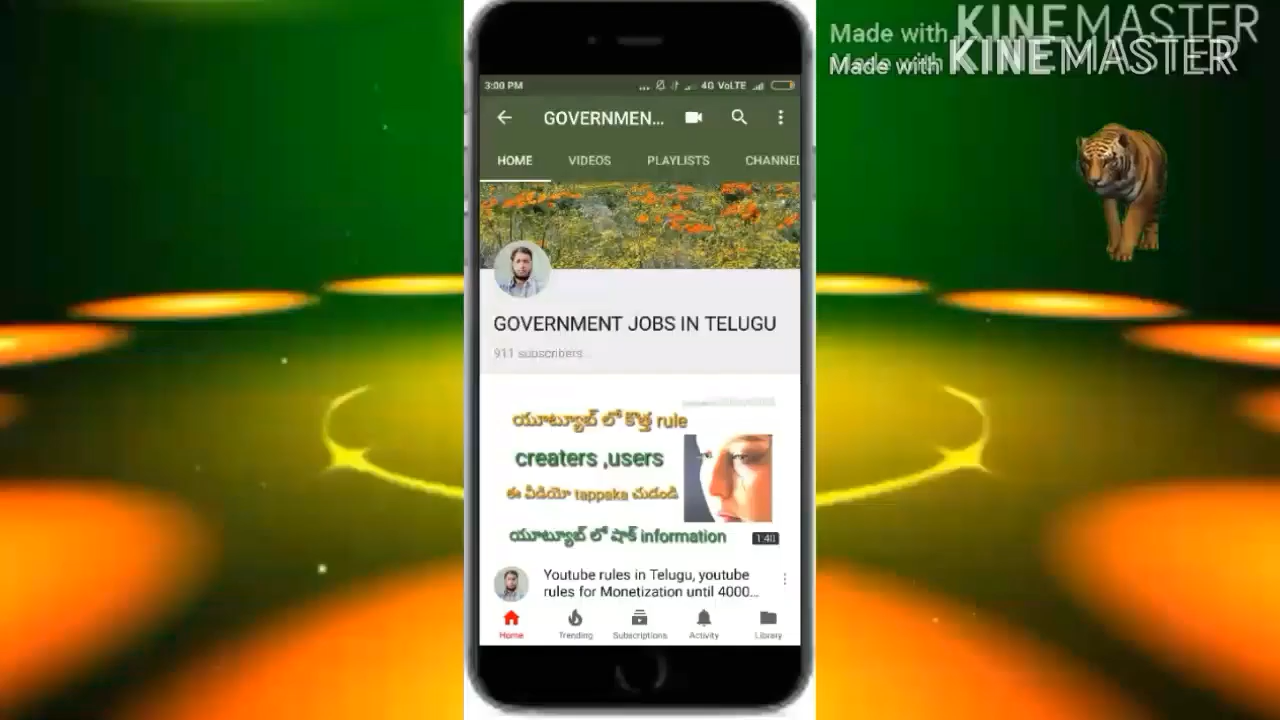 Made with KINEMASTER
Made with KINEMASTER
3:00 PM ... 4G VoLTE
GOVERNMEN...
HOME VIDEOS PLAYLISTS CHANNEL
GOVERNMENT JOBS IN TELUGU
911 subscribers
యూట్యూబ్ లో కొత్త rule
creaters ,users
ఈ వీడియో tappaka చుడండి
యూట్యూబ్ లో షాక్ information
1:40
Youtube rules in Telugu, youtube
rules for Monetization until 4000...
Home Trending Subscriptions Activity Library